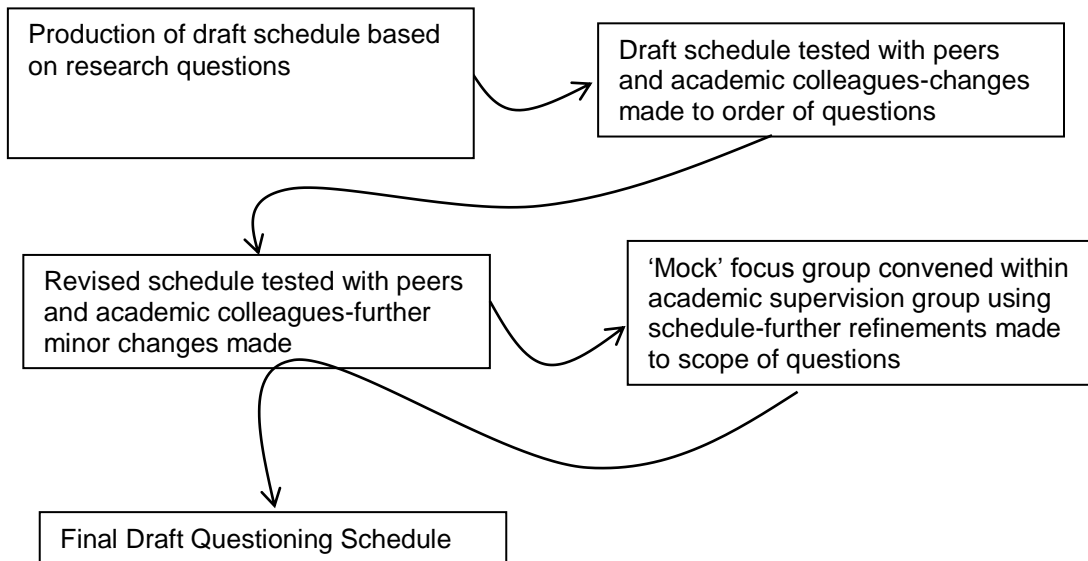 Production of draft schedule based
on research questions
Draft schedule tested with peers
and academic colleagues-changes
made to order of questions
Revised schedule tested with peers
and academic colleagues-further
minor changes made
‘Mock’ focus group convened within
academic supervision group using
schedule-further refinements made
to scope of questions
Final Draft Questioning Schedule